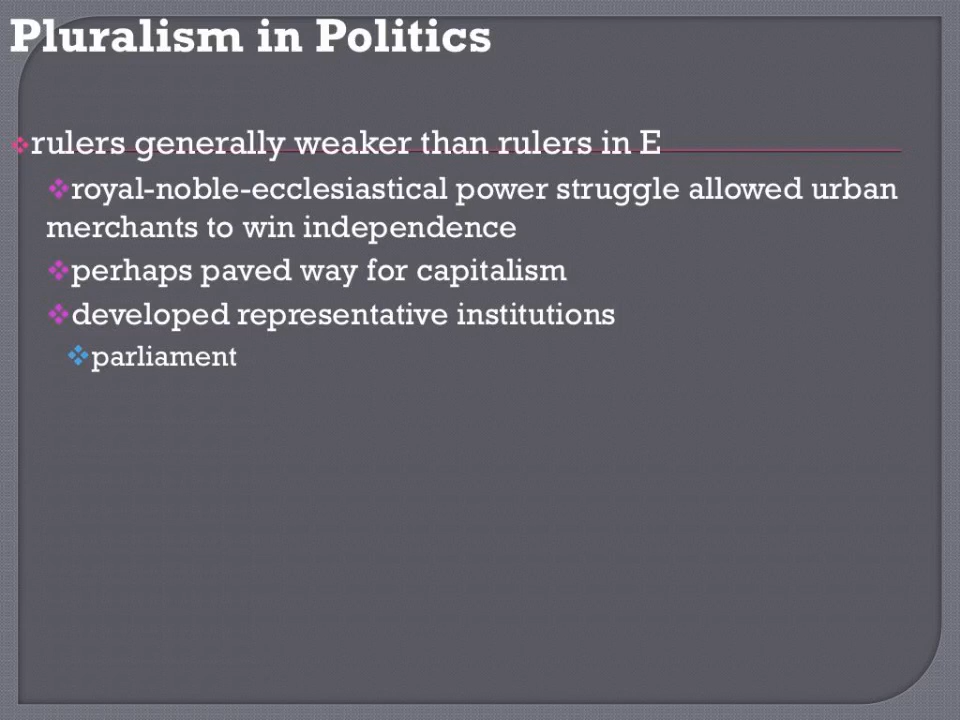 Pluralism in Politics
rulers generally weaker than rulers in E
royal-noble-ecclesiastical power struggle allowed urban
merchants to win independence
perhaps paved way for capitalism
developed representative institutions
parliament